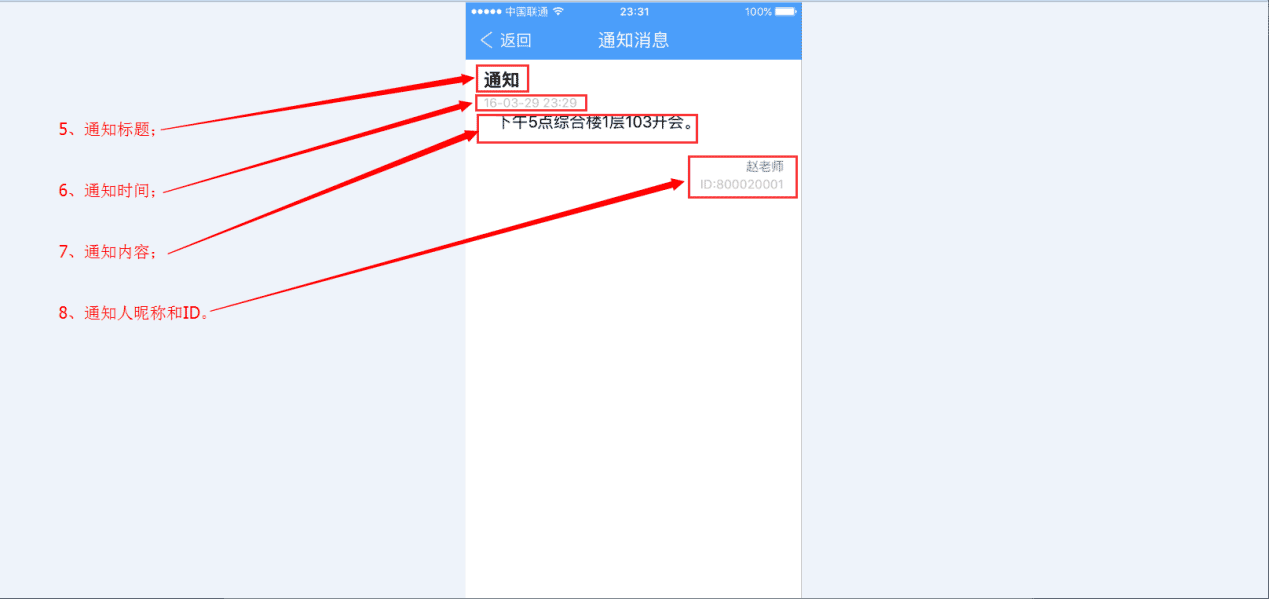 中国联通 23:31 100%
返回 通知消息
通知
16-03-29 23:29
下午5点综合楼1层103开会。
赵老师
ID:800020001
5、通知标题;
6、通知时间;
7、通知内容;
8、通知人昵称和ID。